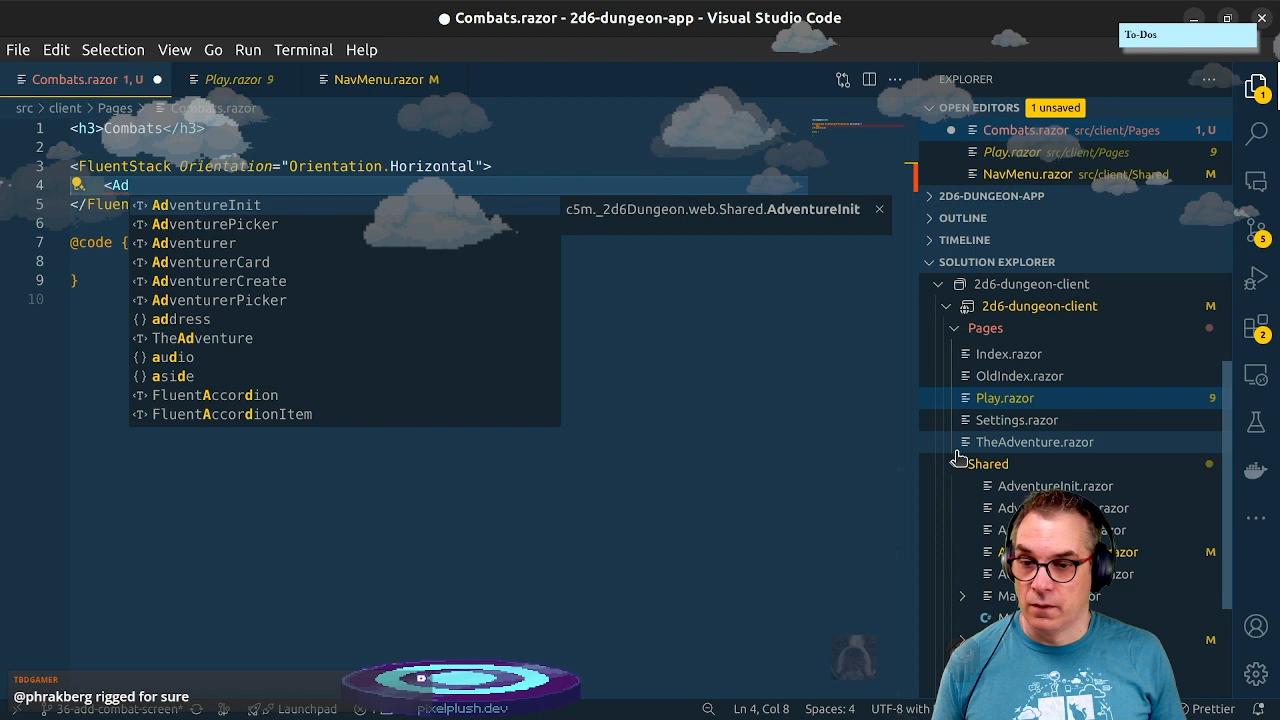 Combats.razor - 2d6-dungeon-app - Visual Studio Code
To-Dos
File Edit Selection View Go Run Terminal Help
Combats.razor 1, U
Play.razor 9
NavMenu.razor M
src > client > Pages > Combats.razor
1 <h3>Combats</h3>
2
3 <FluentStack Orientation="Orientation.Horizontal">
4 <Ad
5 </Fluen
6
7 @code {
8
9 }
10
AdventureInit
AdventurePicker
Adventurer
AdventurerCard
AdventurerCreate
AdventurerPicker
address
TheAdventure
audio
aside
FluentAccordion
FluentAccordionItem
c5m._2d6Dungeon.web.Shared.AdventureInit
EXPLORER
OPEN EDITORS 1 unsaved
Combats.razor src/client/Pages 1, U
Play.razor src/client/Pages 9
NavMenu.razor src/client/Shared M
2D6-DUNGEON-APP
OUTLINE
TIMELINE
SOLUTION EXPLORER
2d6-dungeon-client
2d6-dungeon-client M
Pages
Index.razor
OldIndex.razor
Play.razor 9
Settings.razor
TheAdventure.razor
Shared
AdventureInit.razor
M
M
1
5
2
TBDGAMER
@phrakberg rigged for sure
36-add-combat-screen*
Launchpad
pixelplush.dev
Ln 4, Col 8 Spaces: 4 UTF-8 with
Prettier